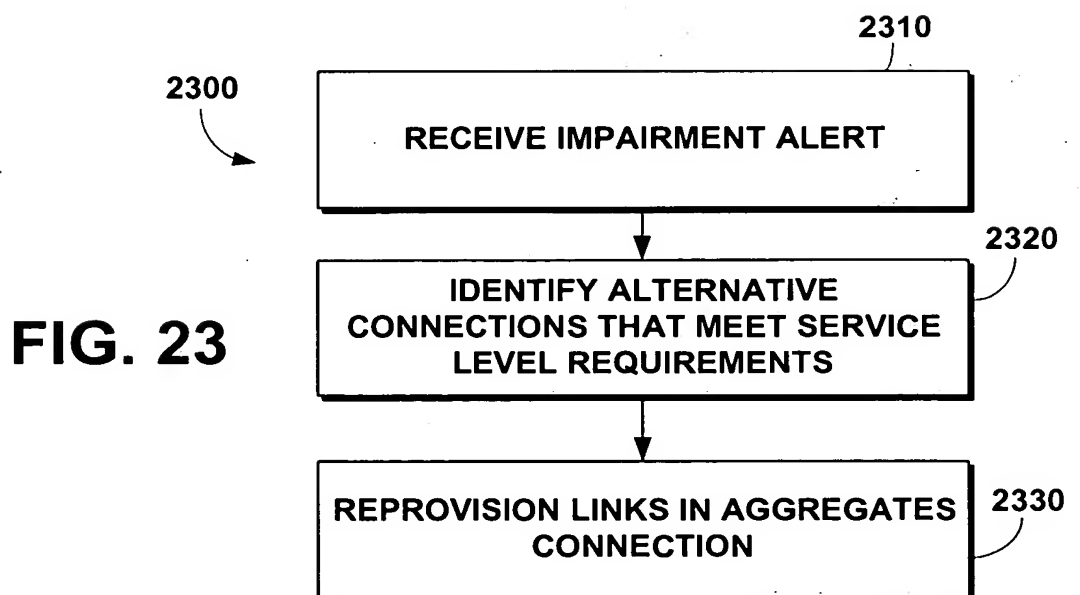 2310
2300
RECEIVE IMPAIRMENT ALERT
2320
IDENTIFY ALTERNATIVE
CONNECTIONS THAT MEET SERVICE
LEVEL REQUIREMENTS
FIG. 23
2330
REPROVISION LINKS IN AGGREGATES
CONNECTION